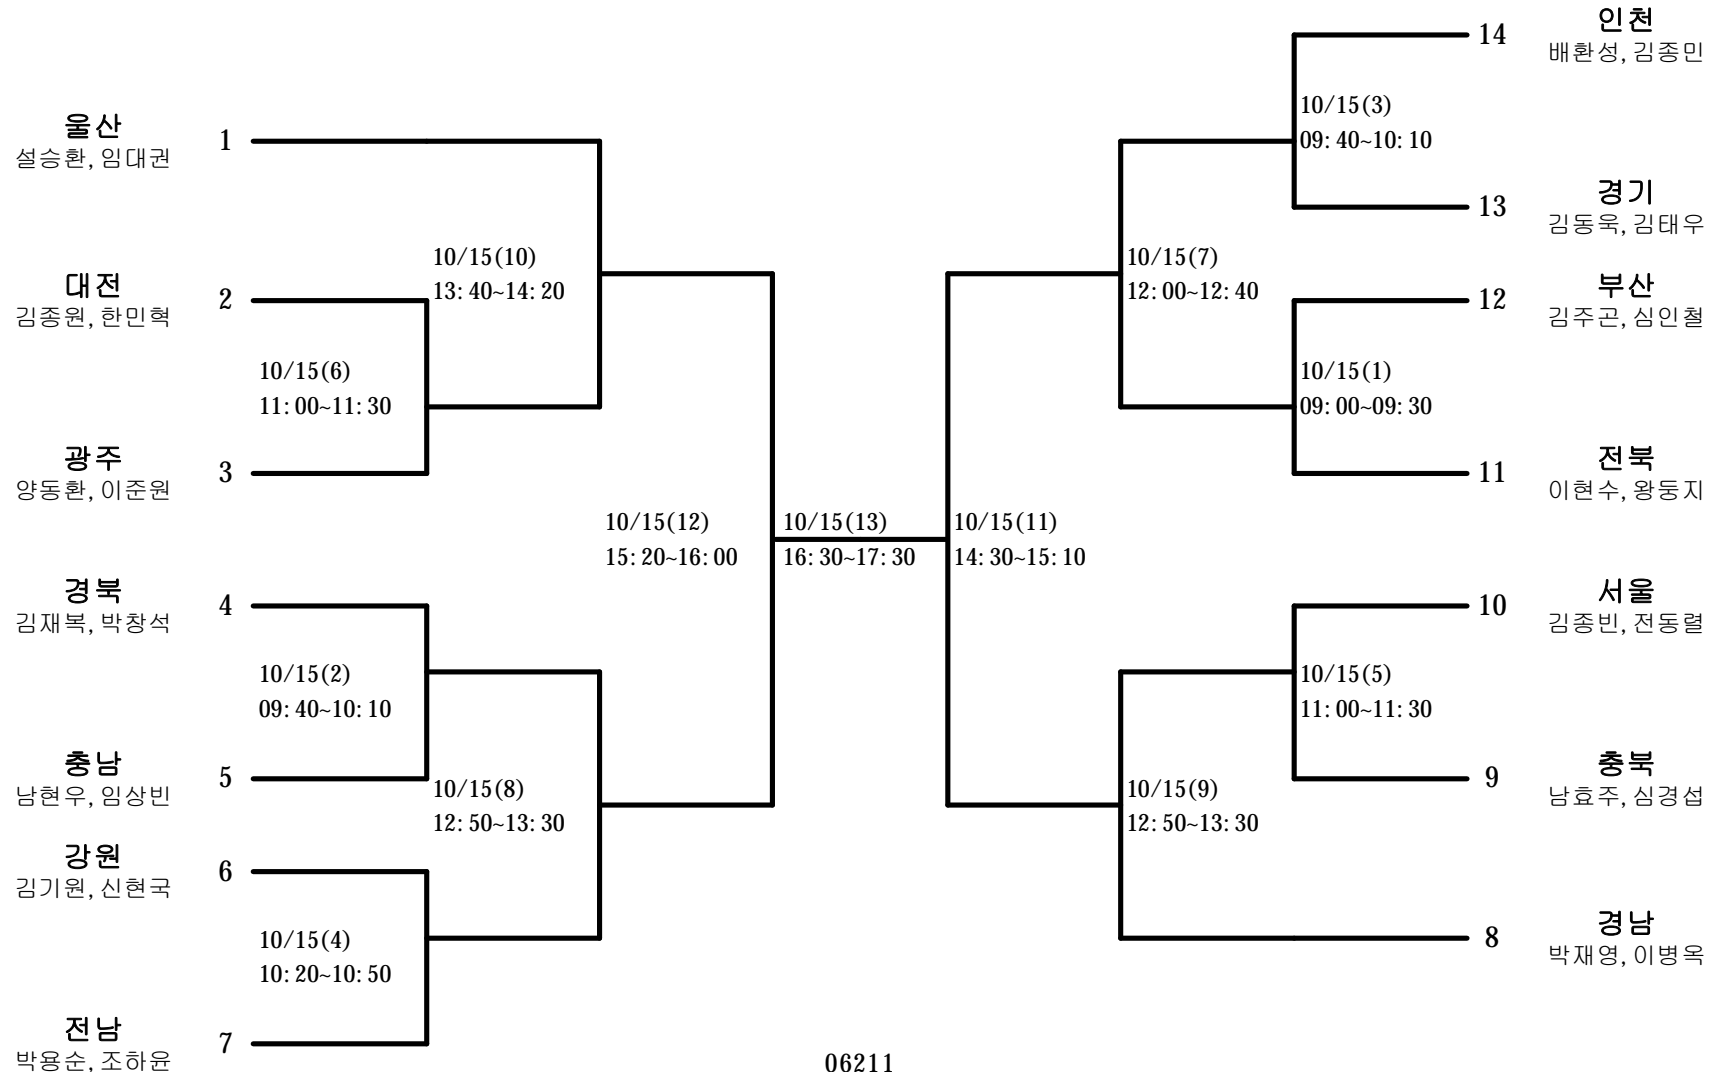 인천
14
배환성, 김종민
10/15(3)
09:40~10:10
울산
1
설승환, 임대권
경기
13
김동욱, 김태우
10/15(10)
13:40~14:20
10/15(7)
12:00~12:40
대전
2
김종원, 한민혁
부산
12
김주곤, 심인철
10/15(6)
11:00~11:30
10/15(1)
09:00~09:30
광주
3
양동환, 이준원
전북
11
이현수, 왕둥지
10/15(12)
15:20~16:00
10/15(13)
16:30~17:30
10/15(11)
14:30~15:10
경북
4
김재복, 박창석
서울
10
김종빈, 전동렬
10/15(2)
09:40~10:10
10/15(5)
11:00~11:30
충남
5
남현우, 임상빈
10/15(8)
12:50~13:30
10/15(9)
12:50~13:30
충북
9
남효주, 심경섭
강원
6
김기원, 신현국
10/15(4)
10:20~10:50
경남
8
박재영, 이병옥
전남
7
박용순, 조하윤
06211